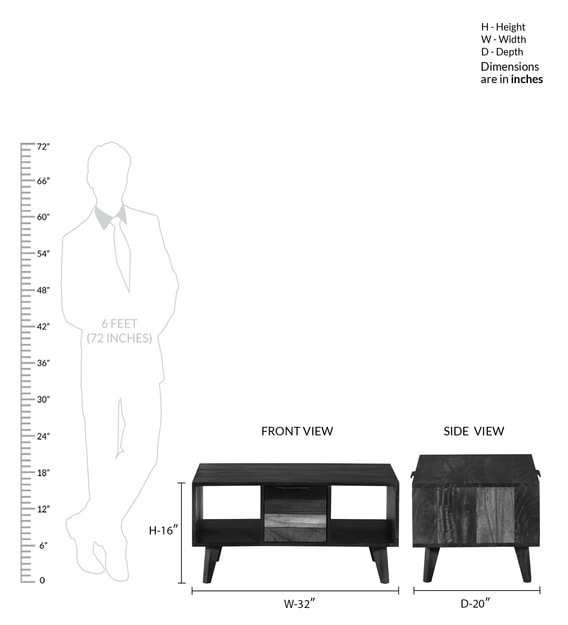 H - Height
W - Width
D - Depth
Dimensions
are in inches
72"
66"
60"
54"
48"
42"
36"
30"
24"
18"
12"
6"
0
6 FEET
(72 INCHES)
FRONT VIEW
SIDE VIEW
H-16"
W-32"
D-20"